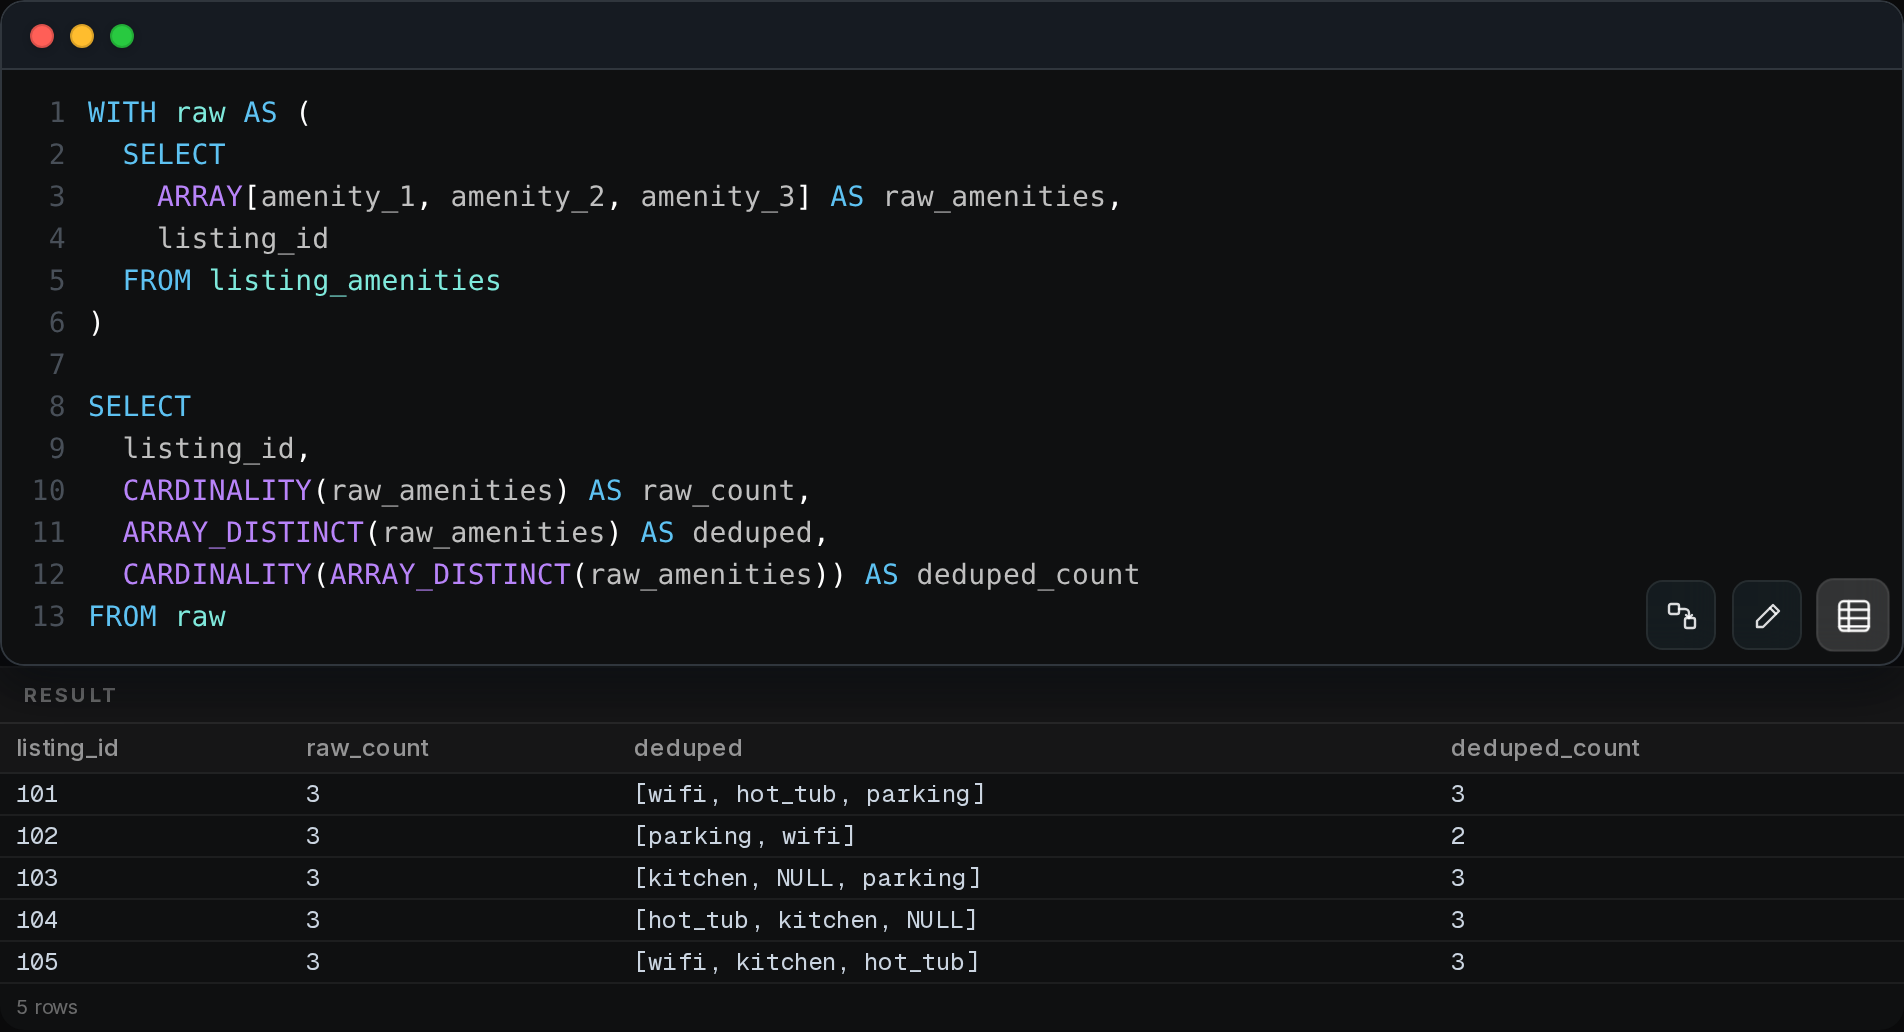 1 WITH raw AS (
2 SELECT
3 ARRAY[amenity_1, amenity_2, amenity_3] AS raw_amenities,
4 listing_id
5 FROM listing_amenities
6 )
7
8 SELECT
9 listing_id,
10 CARDINALITY(raw_amenities) AS raw_count,
11 ARRAY_DISTINCT(raw_amenities) AS deduped,
12 CARDINALITY(ARRAY_DISTINCT(raw_amenities)) AS deduped_count
13 FROM raw
RESULT
listing_id raw_count deduped deduped_count
101 3 [wifi, hot_tub, parking] 3
102 3 [parking, wifi] 2
103 3 [kitchen, NULL, parking] 3
104 3 [hot_tub, kitchen, NULL] 3
105 3 [wifi, kitchen, hot_tub] 3
5 rows